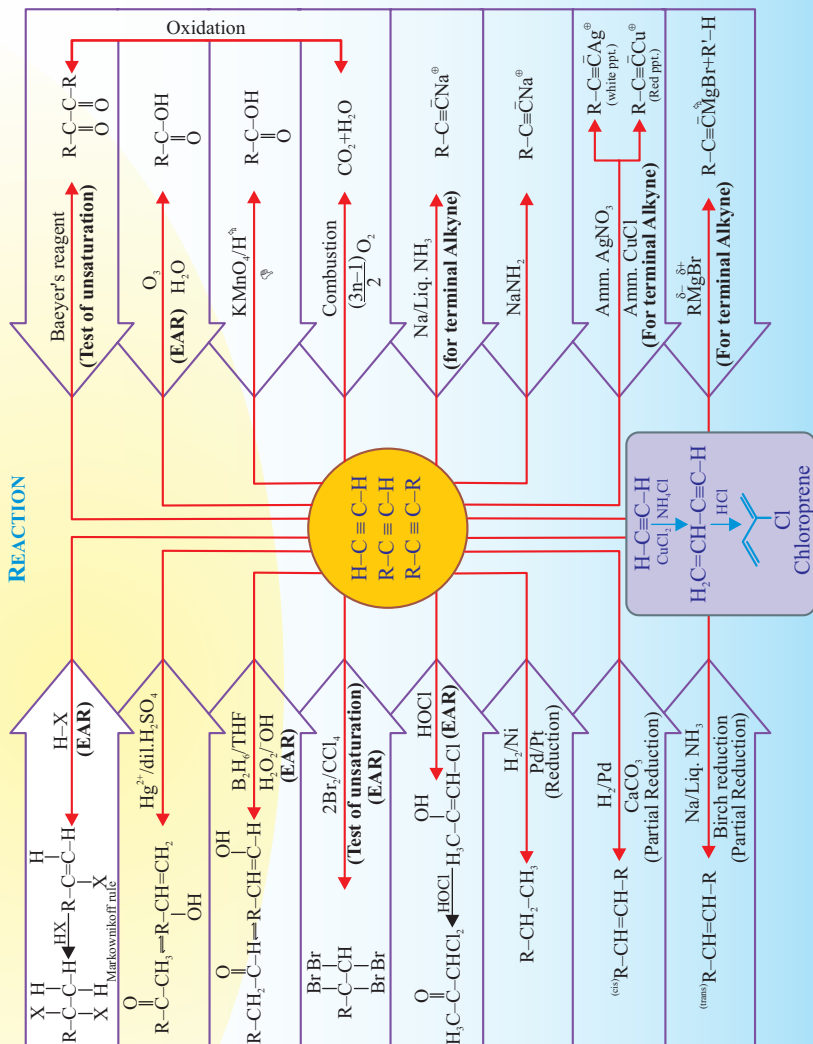 REACTION
H–X
(EAR)
H
R–C=C–H
X
HX
Markownikoff rule
X H
R–C–C–H
X H
Hg²⁺/dil.H₂SO₄
O
R–C–CH₃⇌R–CH=CH₂
OH
B₂H₆/THF
H₂O₂/⁻OH
(EAR)
O OH
R–CH₂–C–H⇌R–CH=C–H
2Br₂/CCl₄
(Test of unsaturation)
(EAR)
BrBr
R–C–CH
BrBr
HOCl
(EAR)
OH
H₃C–C=CH–Cl
HOCl
O
H₃C–C–CHCl₂
H₂/Ni
Pd/Pt
(Reduction)
R–CH₂–CH₃
H₂/Pd
CaCO₃
(Partial Reduction)
(cis)R–CH=CH–R
Na/Liq. NH₃
Birch reduction
(Partial Reduction)
(trans)R–CH=CH–R
H–C≡C–H
R–C≡C–H
R–C≡C–R
H–C≡C–H
CuCl₂ NH₄Cl
H₂C=CH–C≡C–H
HCl
Cl
Chloroprene
Baeyer's reagent
(Test of unsaturation)
R–C–C–R
O O
Oxidation
O₃
H₂O
(EAR)
R–C–OH
O
KMnO₄/H
R–C–OH
O
Combustion
(3n–1)/2 O₂
CO₂+H₂O
Na/Liq. NH₃
(for terminal Alkyne)
R–C≡C̄Na⊕
NaNH₂
R–C≡C̄Na⊕
Amm. AgNO₃
Amm. CuCl
(For terminal Alkyne)
R–C≡C̄Ag⊕
(white ppt.)
R–C≡C̄Cu⊕
(Red ppt.)
δ– δ+
RMgBr
(For terminal Alkyne)
R–C≡C̄MgBr+R'–H